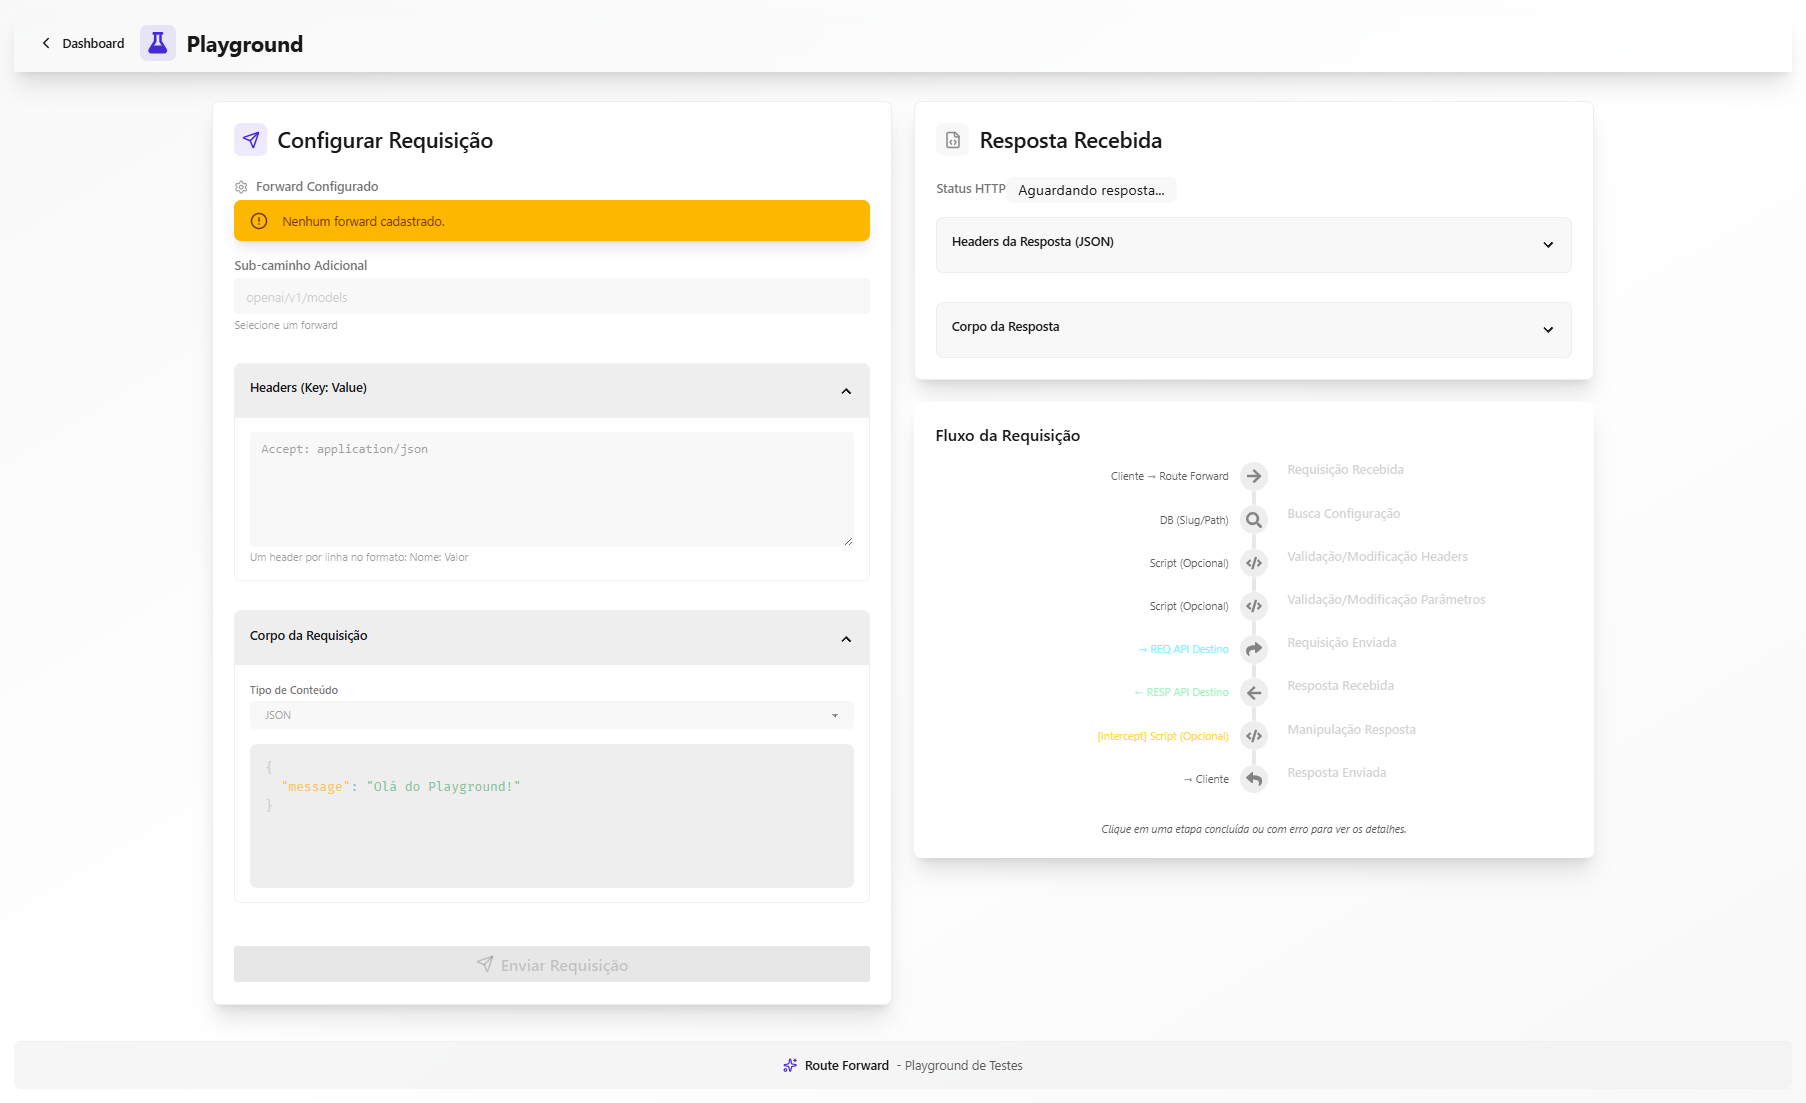 Dashboard
Playground
Configurar Requisição
Forward Configurado
Nenhum forward cadastrado.
Sub-caminho Adicional
openai/v1/models
Selecione um forward
Headers (Key: Value)
Accept: application/json
Um header por linha no formato: Nome: Valor
Corpo da Requisição
Tipo de Conteúdo
JSON
{
"message": "Olá do Playground!"
}
Enviar Requisição
Resposta Recebida
Status HTTP Aguardando resposta...
Headers da Resposta (JSON)
Corpo da Resposta
Fluxo da Requisição
Cliente → Route Forward Requisição Recebida
DB (Slug/Path) Busca Configuração
Script (Opcional) Validação/Modificação Headers
Script (Opcional) Validação/Modificação Parâmetros
→ REQ API Destino Requisição Enviada
← RESP API Destino Resposta Recebida
[Intercept] Script (Opcional) Manipulação Resposta
→ Cliente Resposta Enviada
Clique em uma etapa concluída ou com erro para ver os detalhes.
Route Forward - Playground de Testes